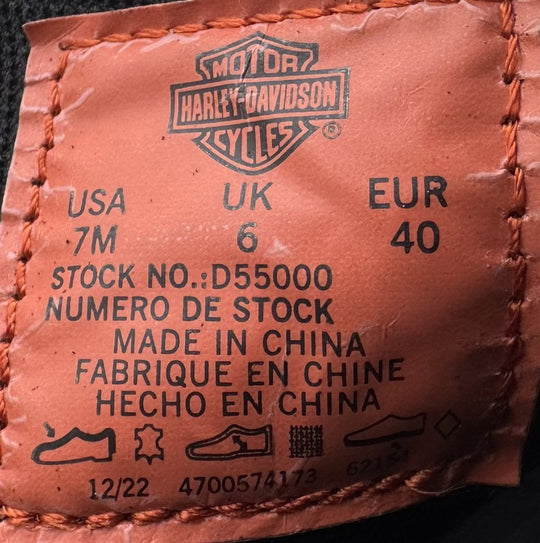 MOTOR
HARLEY-DAVIDSON
CYCLES ®
USA UK EUR
7M 6 40
STOCK NO.:D55000
NUMERO DE STOCK
MADE IN CHINA
FABRIQUE EN CHINE
HECHO EN CHINA
12/22 4700574173